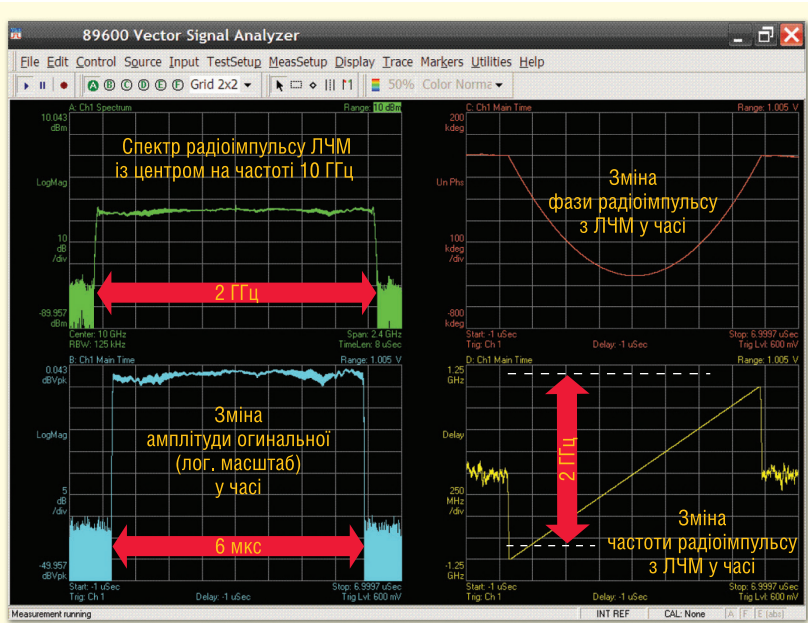 89600 Vector Signal Analyzer
File Edit Control Source Input TestSetup MeasSetup Display Trace Markers Utilities Help
A B C D E F Grid 2x2 50% Color Norma
A: Ch1 Spectrum Range: 10 dBm
10.043
dBm
Спектр радіоімпульсу ЛЧМ
із центром на частоті 10 ГГц
LogMag
10
dB
/div
2 ГГц
-89.957
dBm
Center: 10 GHz Span: 2.4 GHz
RBW: 125 kHz TimeLen: 8 uSec
C: Ch1 Main Time Range: 1.005 V
200
kdeg
Зміна
фази радіоімпульсу
з ЛЧМ у часі
Un Phs
100
kdeg
/div
-800
kdeg
Start: -1 uSec Stop: 6.9997 uSec
Trig: Ch 1 Delay: -1 uSec Trig Lvl: 600 mV
B: Ch1 Main Time Range: 1.005 V
0.043
dBVpk
Зміна
амплітуди огинальної
(лог. масштаб)
у часі
LogMag
5
dB
/div
6 мкс
-49.957
dBVpk
Start: -1 uSec Stop: 6.9997 uSec
Trig: Ch 1 Delay: -1 uSec Trig Lvl: 600 mV
D: Ch1 Main Time Range: 1.005 V
1.25
GHz
Delay
2 ГГц
250
MHz
/div
Зміна
частоти радіоімпульсу
з ЛЧМ у часі
-1.25
GHz
Start: -1 uSec Stop: 6.9997 uSec
Trig: Ch 1 Delay: -1 uSec Trig Lvl: 600 mV
Measurement running INT REF CAL: None A F E (abs)